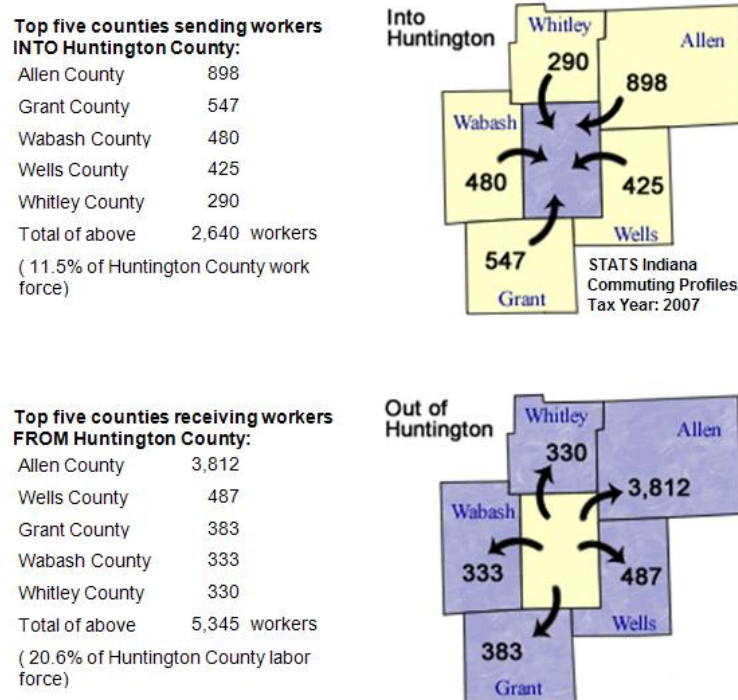 Top five counties sending workers
INTO Huntington County:
Allen County 898
Grant County 547
Wabash County 480
Wells County 425
Whitley County 290
Total of above 2,640 workers
( 11.5% of Huntington County work
force)
Into
Huntington
Whitley
290
Allen
898
Wabash
480
425
Wells
547
Grant
STATS Indiana
Commuting Profiles
Tax Year: 2007
Top five counties receiving workers
FROM Huntington County:
Allen County 3,812
Wells County 487
Grant County 383
Wabash County 333
Whitley County 330
Total of above 5,345 workers
( 20.6% of Huntington County labor
force)
Out of
Huntington
Whitley
330
Allen
3,812
Wabash
333
487
Wells
383
Grant